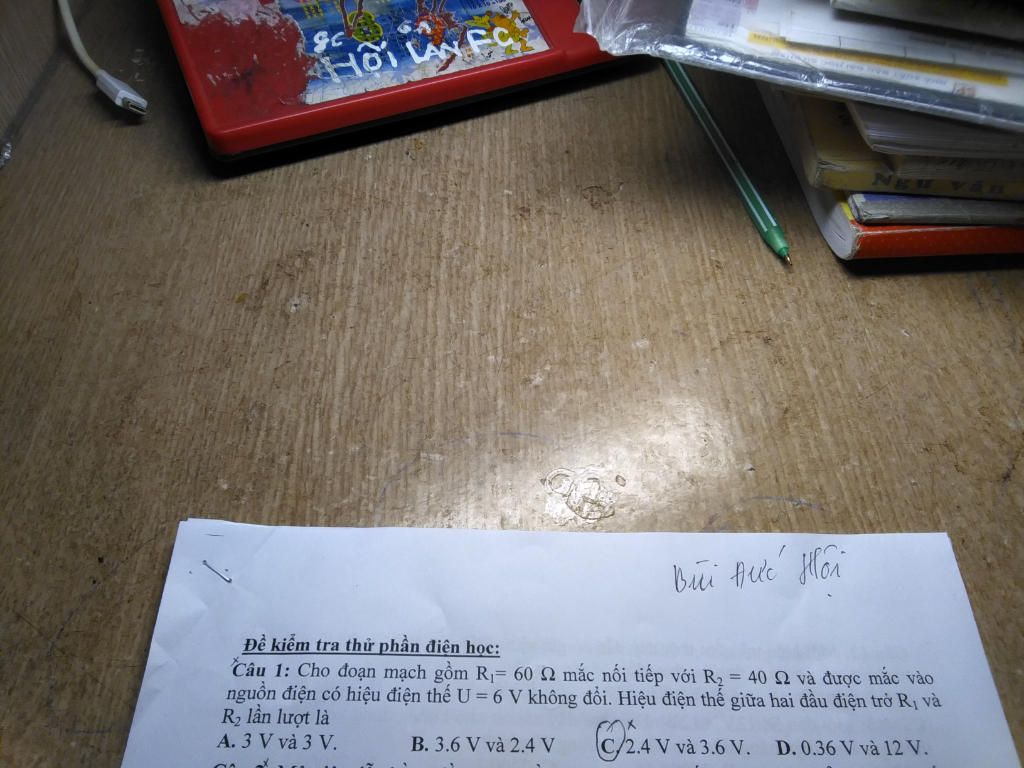 HỒI LAN FC
Ngữ văn
Bùi Đức Hội
Đề kiểm tra thử phần điện học:
Câu 1: Cho đoạn mạch gồm R₁= 60 Ω mắc nối tiếp với R₂ = 40 Ω và được mắc vào
nguồn điện có hiệu điện thế U = 6 V không đổi. Hiệu điện thế giữa hai đầu điện trở R₁ và
R₂ lần lượt là
A. 3 V và 3 V. B. 3.6 V và 2.4 V C. 2.4 V và 3.6 V. D. 0.36 V và 12 V.